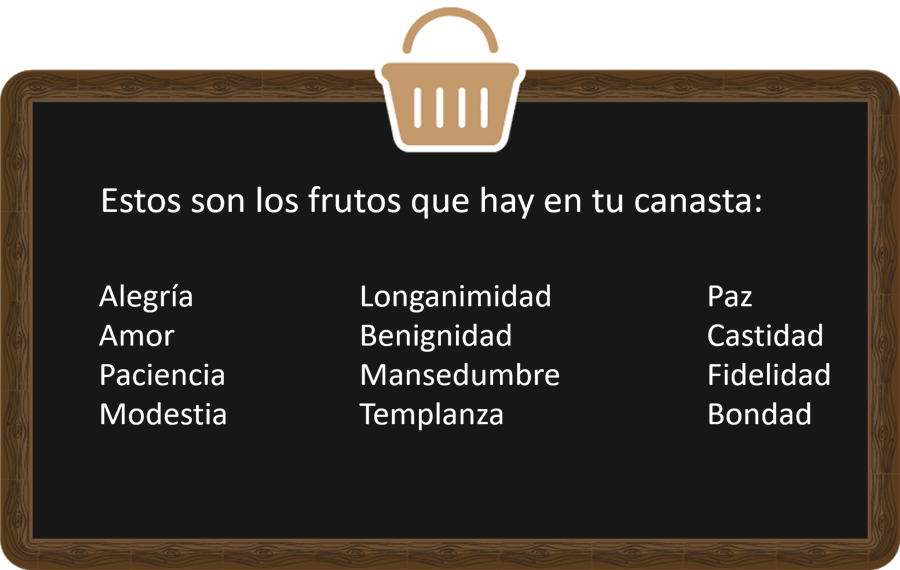 Estos son los frutos que hay en tu canasta:
Alegría
Amor
Paciencia
Modestia
Longanimidad
Benignidad
Mansedumbre
Templanza
Paz
Castidad
Fidelidad
Bondad